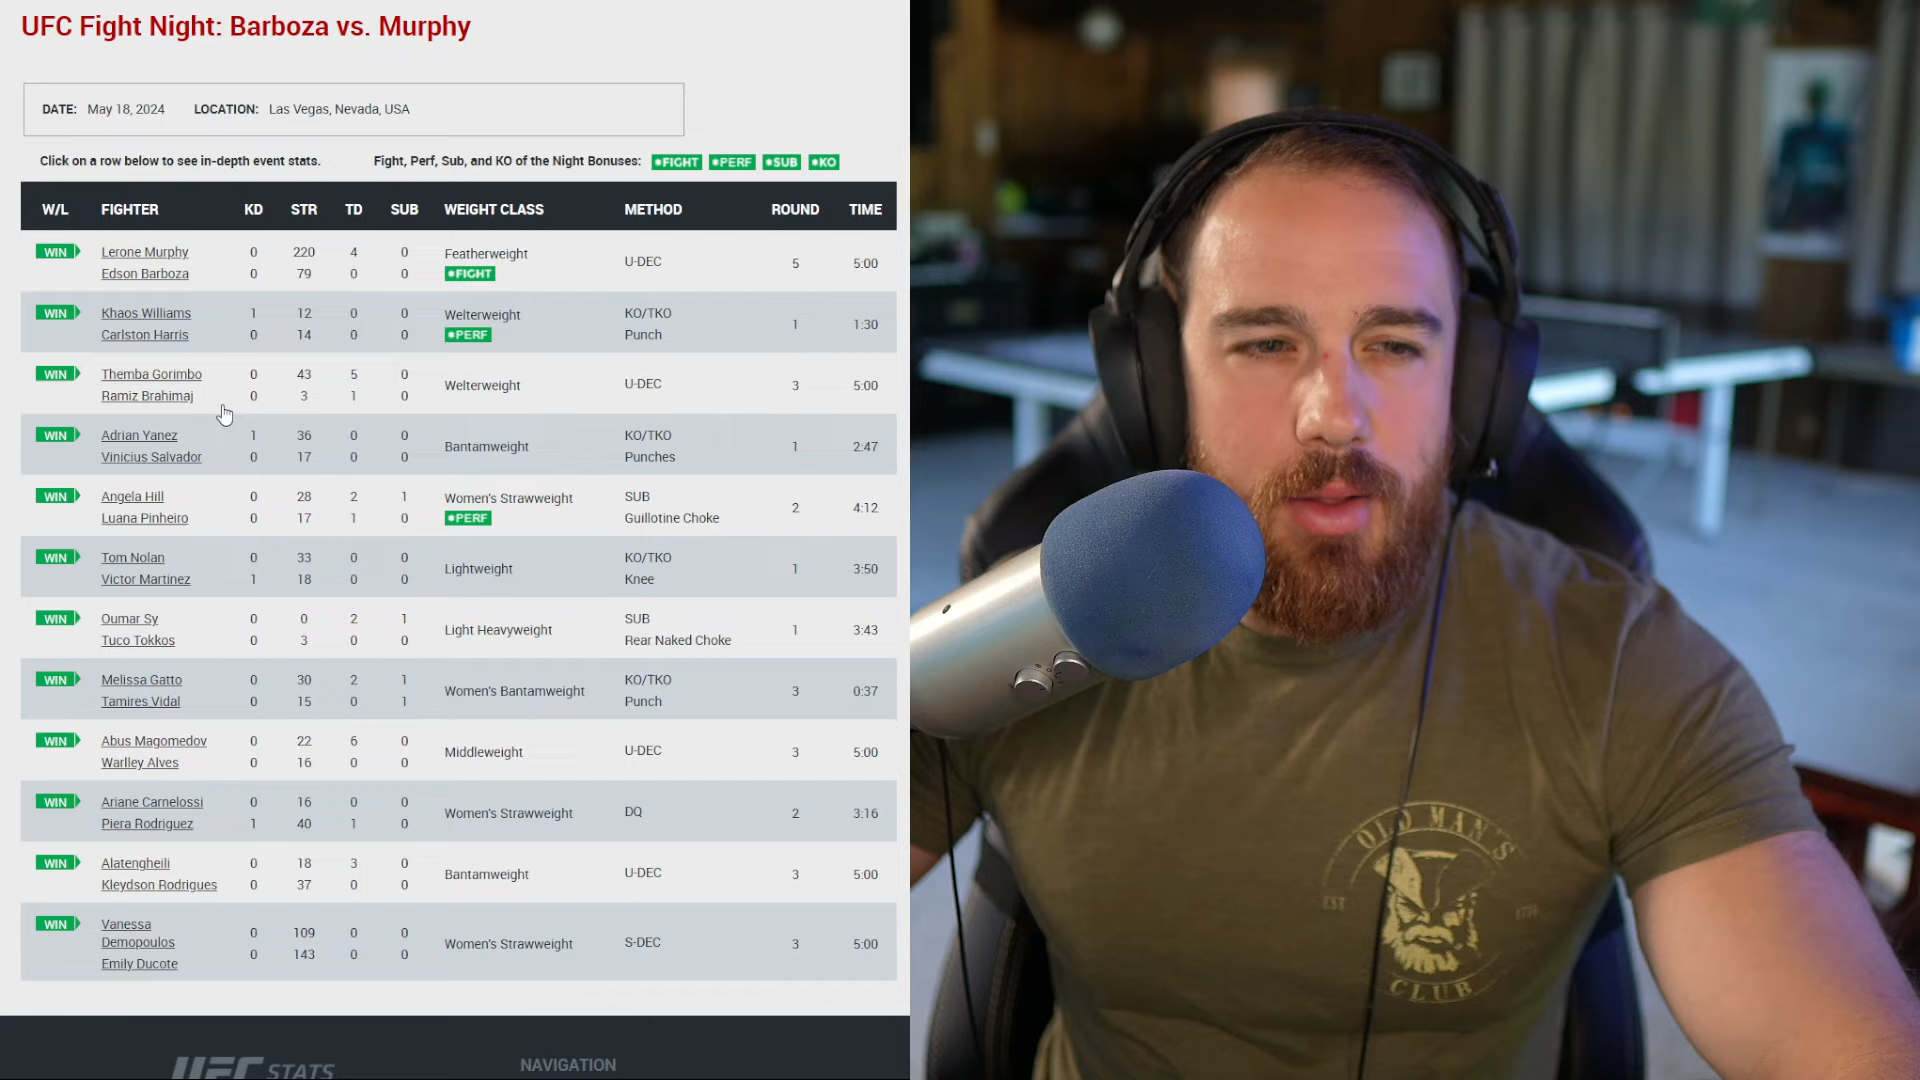 UFC Fight Night: Barboza vs. Murphy
DATE: May 18, 2024 LOCATION: Las Vegas, Nevada, USA
Click on a row below to see in-depth event stats. Fight, Perf, Sub, and KO of the Night Bonuses: FIGHT PERF SUB KO
W/L FIGHTER KD STR TD SUB WEIGHT CLASS METHOD ROUND TIME
WIN Lerone Murphy 0 220 4 0 Featherweight U-DEC 5 5:00
Edson Barboza 0 79 0 0 FIGHT
WIN Khaos Williams 1 12 0 0 Welterweight KO/TKO 1 1:30
Carlston Harris 0 14 0 0 PERF Punch
WIN Themba Gorimbo 0 43 5 0 Welterweight U-DEC 3 5:00
Ramiz Brahimaj 0 3 1 0
WIN Adrian Yanez 1 36 0 0 Bantamweight KO/TKO 1 2:47
Vinicius Salvador 0 17 0 0 Punches
WIN Angela Hill 0 28 2 1 Women's Strawweight SUB 2 4:12
Luana Pinheiro 0 17 1 0 PERF Guillotine Choke
WIN Tom Nolan 0 33 0 0 Lightweight KO/TKO 1 3:50
Victor Martinez 1 18 0 0 Knee
WIN Oumar Sy 0 0 2 1 Light Heavyweight SUB 1 3:43
Tuco Tokkos 0 3 0 0 Rear Naked Choke
WIN Melissa Gatto 0 30 2 1 Women's Bantamweight KO/TKO 3 0:37
Tamires Vidal 0 15 0 1 Punch
WIN Abus Magomedov 0 22 6 0 Middleweight U-DEC 3 5:00
Warlley Alves 0 16 0 0
WIN Ariane Carnelossi 0 16 0 0 Women's Strawweight DQ 2 3:16
Piera Rodriguez 1 40 1 0
WIN Alatengheili 0 18 3 0 Bantamweight U-DEC 3 5:00
Kleydson Rodrigues 0 37 0 0
WIN Vanessa
Demopoulos 0 109 0 0 Women's Strawweight S-DEC 3 5:00
Emily Ducote 0 143 0 0
UFC STATS NAVIGATION
OLD MAN'S
EST
CLUB